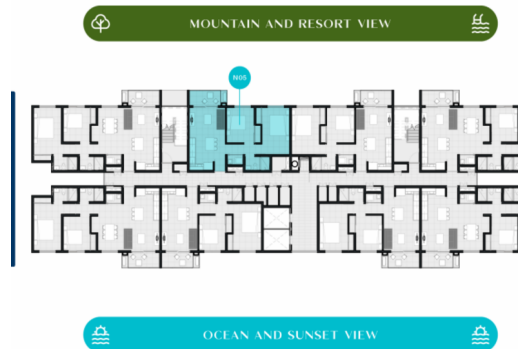 MOUNTAIN AND RESORT VIEW
N05
OCEAN AND SUNSET VIEW